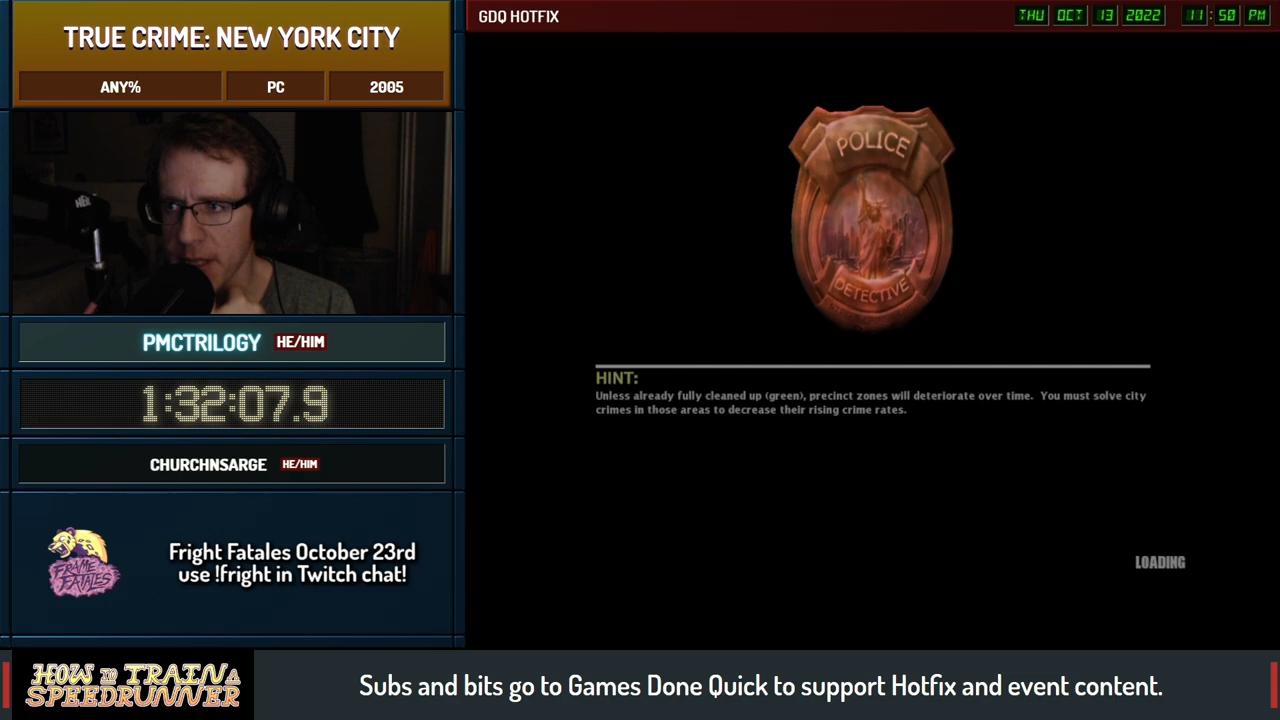 TRUE CRIME: NEW YORK CITY
ANY%
PC
2005
GDQ HOTFIX
THU OCT 13 2022 11:50 PM
POLICE
DETECTIVE
PMCTRILOGY HE/HIM
1:32:07.9
CHURCHNSARGE HE/HIM
HINT:
Unless already fully cleaned up (green), precinct zones will deteriorate over time. You must solve city
crimes in those areas to decrease their rising crime rates.
LOADING
FRAME
FATALES
Fright Fatales October 23rd
use !fright in Twitch chat!
HOW TO TRAIN A
SPEEDRUNNER
Subs and bits go to Games Done Quick to support Hotfix and event content.